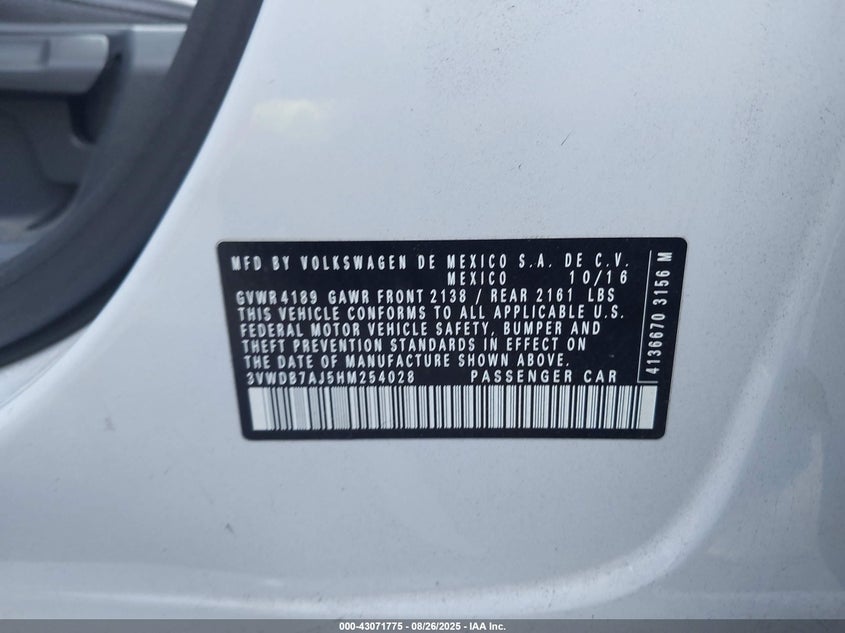 MFD BY VOLKSWAGEN DE MEXICO S.A. DE C.V.
MEXICO 10/16
GVWR 4189 GAWR FRONT 2138 / REAR 2161 LBS
THIS VEHICLE CONFORMS TO ALL APPLICABLE U.S.
FEDERAL MOTOR VEHICLE SAFETY, BUMPER AND
THEFT PREVENTION STANDARDS IN EFFECT ON
THE DATE OF MANUFACTURE SHOWN ABOVE.
3VWDB7AJ5HM254028 PASSENGER CAR
4136670 3156 M
000-43071775 - 08/26/2025 - IAA Inc.